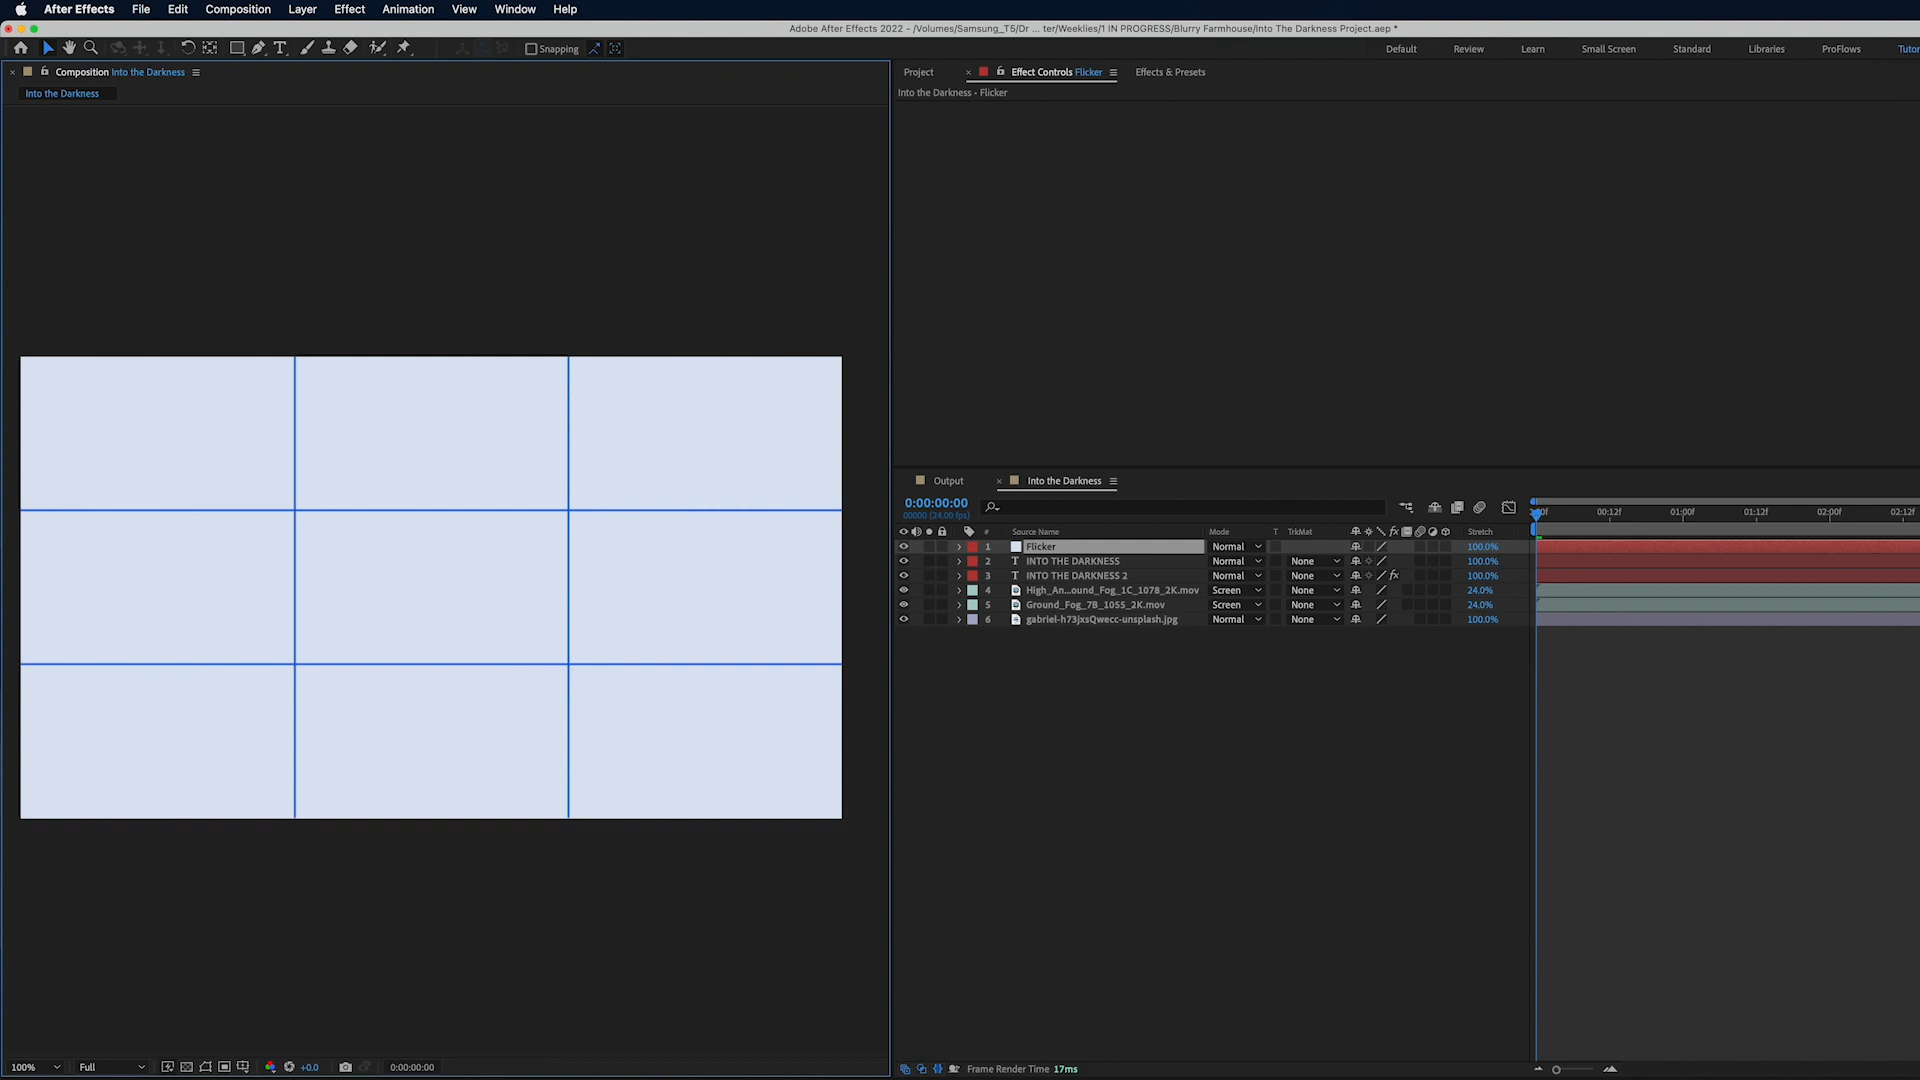 After Effects File Edit Composition Layer Effect Animation View Window Help
Adobe After Effects 2022 - /Volumes/Samsung_T5/Dr ... ter/Weeklies/1 IN PROGRESS/Blurry Farmhouse/Into The Darkness Project.aep *
Snapping Default Review Learn Small Screen Standard Libraries ProFlows Tutor
Composition Into the Darkness
Into the Darkness
Project Effect Controls Flicker Effects & Presets
Into the Darkness • Flicker
Output Into the Darkness
0:00:00:00
00000 (24.00 fps)
00:12f 01:00f 01:12f 02:00f 02:12f
# Source Name Mode T TrkMat fx Stretch
1 Flicker Normal 100.0%
2 T INTO THE DARKNESS Normal None 100.0%
3 T INTO THE DARKNESS 2 Normal None fx 100.0%
4 High_An...ound_Fog_1C_1078_2K.mov Screen None 24.0%
5 Ground_Fog_7B_1055_2K.mov Screen None 24.0%
6 gabriel-h73jxsQwecc-unsplash.jpg Normal None 100.0%
100% Full +0.0 0:00:00:00
Frame Render Time 17ms